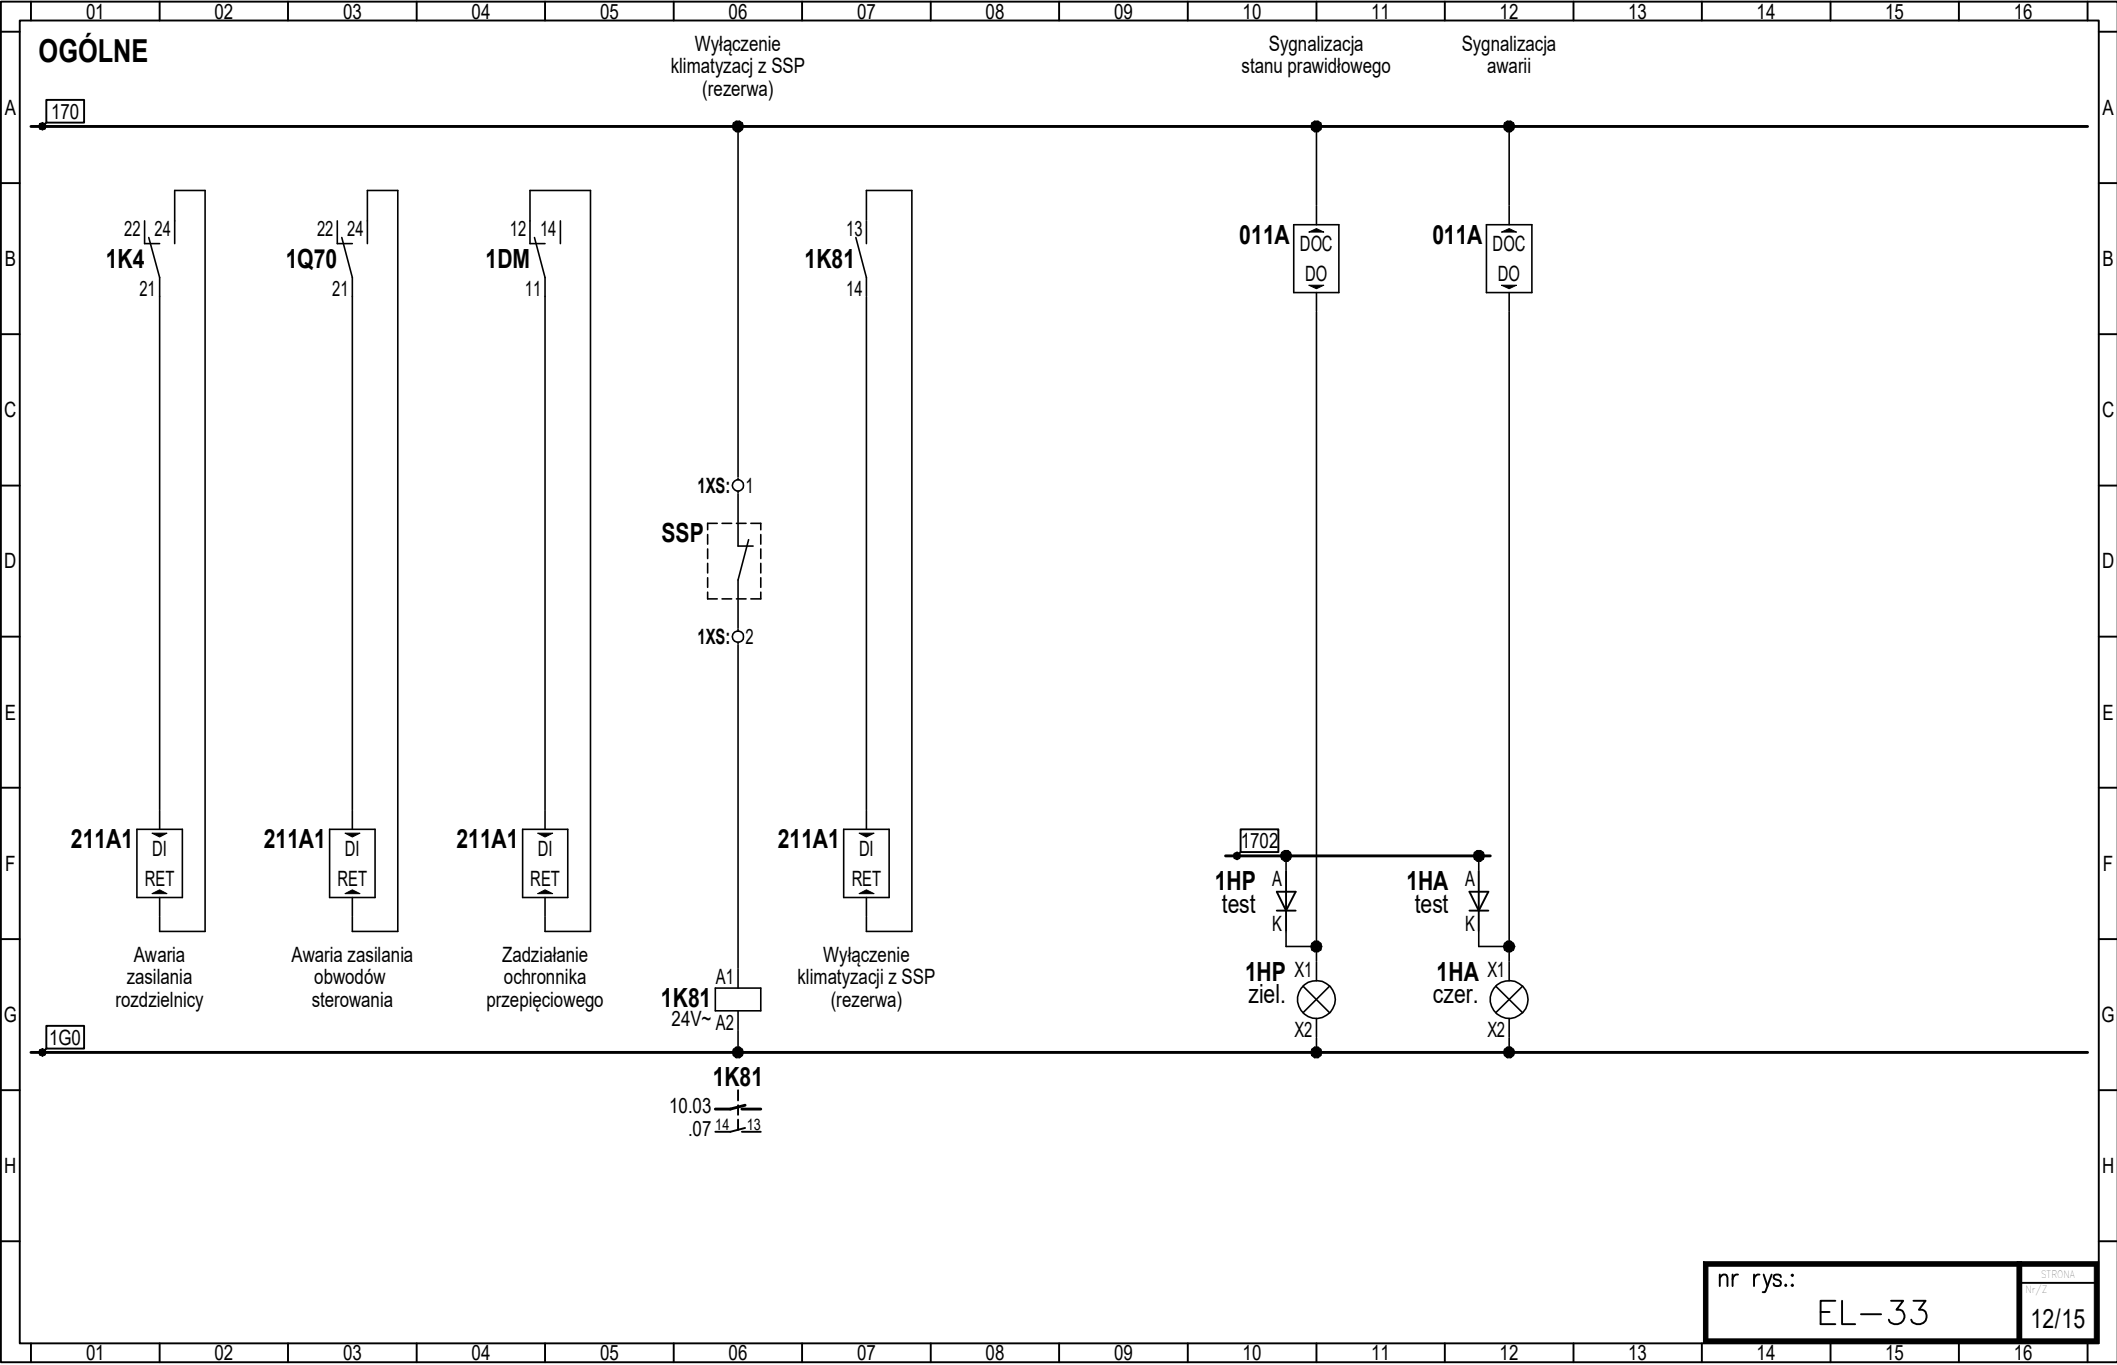 01 02 03 04 05 06 07 08 09 10 11 12 13 14 15 16
OGÓLNE
Wyłączenie
klimatyzacj z SSP
(rezerwa)
Sygnalizacja
stanu prawidłowego
Sygnalizacja
awarii
A A
170
B B
22 24
1K4
21
22 24
1Q70
21
12 14
1DM
11
13
1K81
14
011A
DOC
DO
011A
DOC
DO
C C
1XS: 1
SSP
D D
1XS: 2
E E
211A1
DI
RET
211A1
DI
RET
211A1
DI
RET
211A1
DI
RET
F F
1702
1HP A
test
K
1HA A
test
K
Awaria
zasilania
rozdzielnicy
Awaria zasilania
obwodów
sterowania
Zadziałanie
ochronnika
przepięciowego
A1
1K81
24V~ A2
Wyłączenie
klimatyzacji z SSP
(rezerwa)
1HP X1
ziel.
X2
1HA X1
czer.
X2
G G
1G0
1K81
10.03
.07 14 13
H H
nr rys.:
EL-33
STRONA
Nr/Z
12/15
01 02 03 04 05 06 07 08 09 10 11 12 13 14 15 16